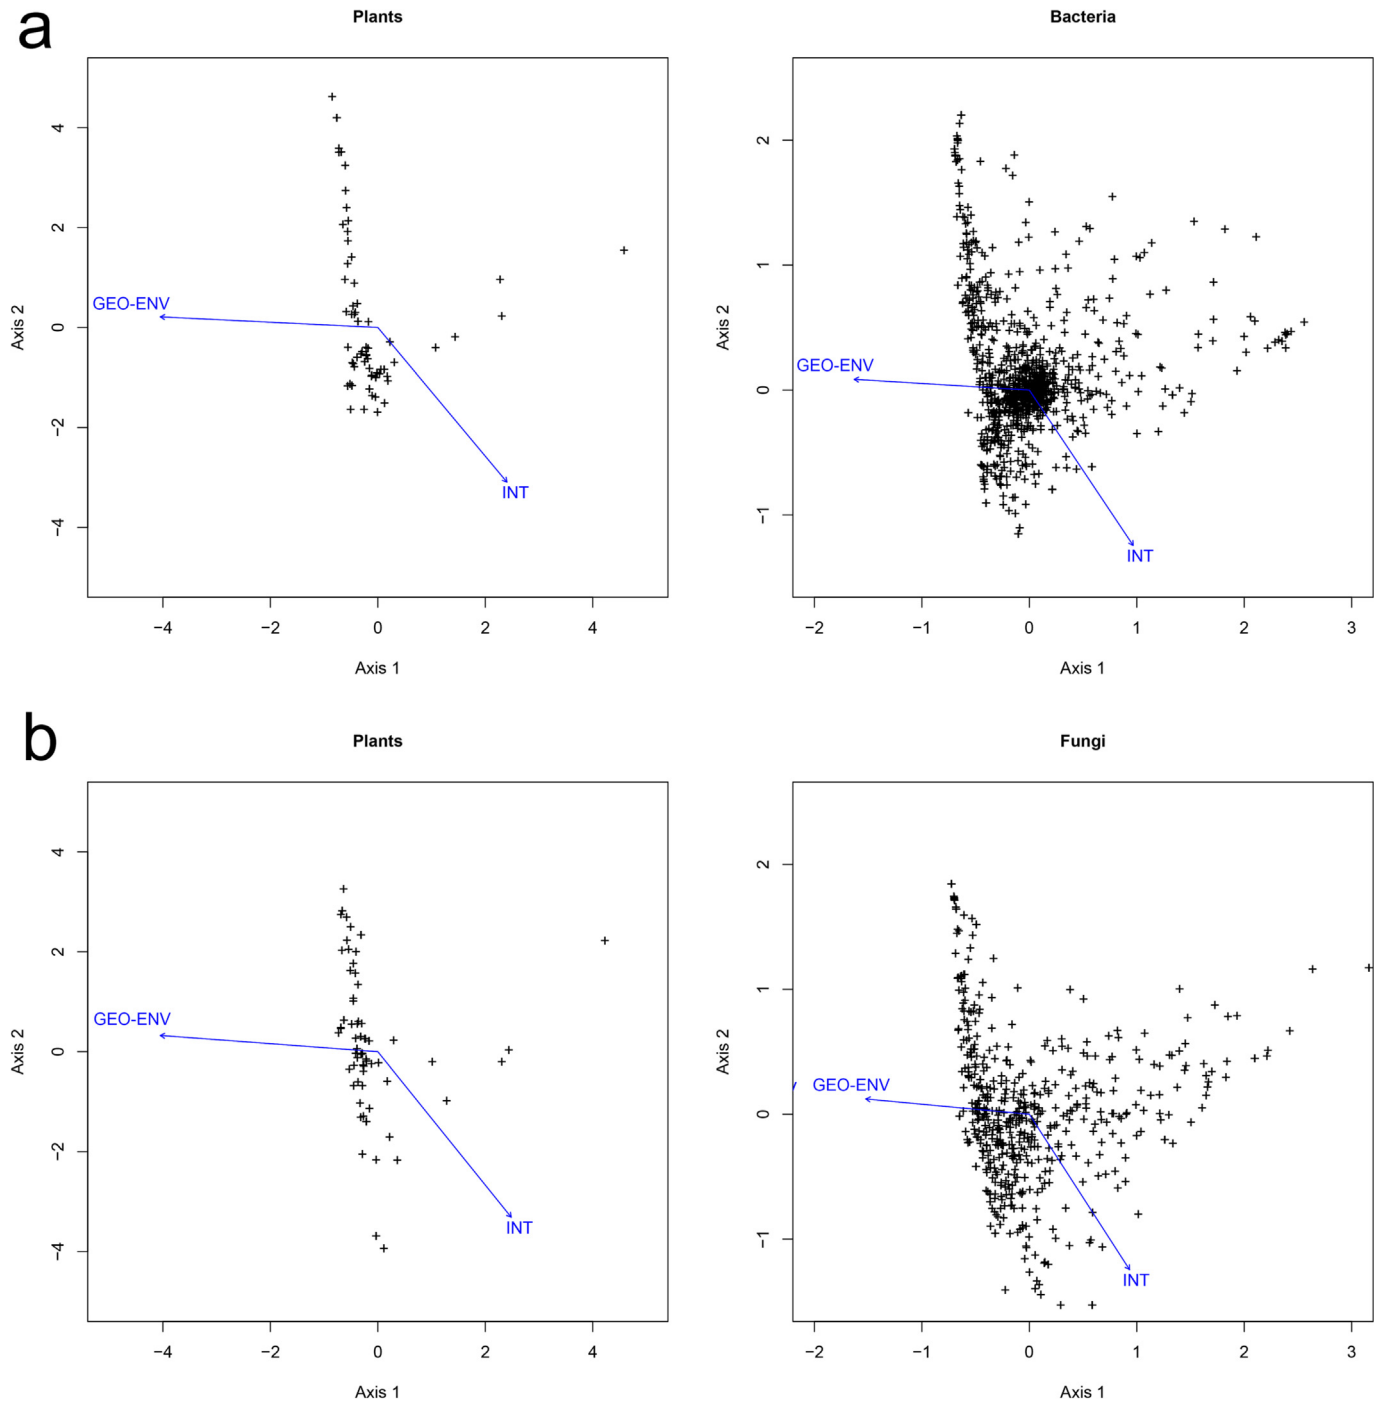 a
Plants
Bacteria
4
2
0
−2
−4
Axis 2
GEO-ENV
INT
−4 −2 0 2 4
Axis 1
2
1
0
−1
Axis 2
GEO-ENV
INT
−2 −1 0 1 2 3
Axis 1
b
Plants
Fungi
4
2
0
−2
−4
Axis 2
GEO-ENV
INT
−4 −2 0 2 4
Axis 1
2
1
0
−1
Axis 2
GEO-ENV
INT
−2 −1 0 1 2 3
Axis 1